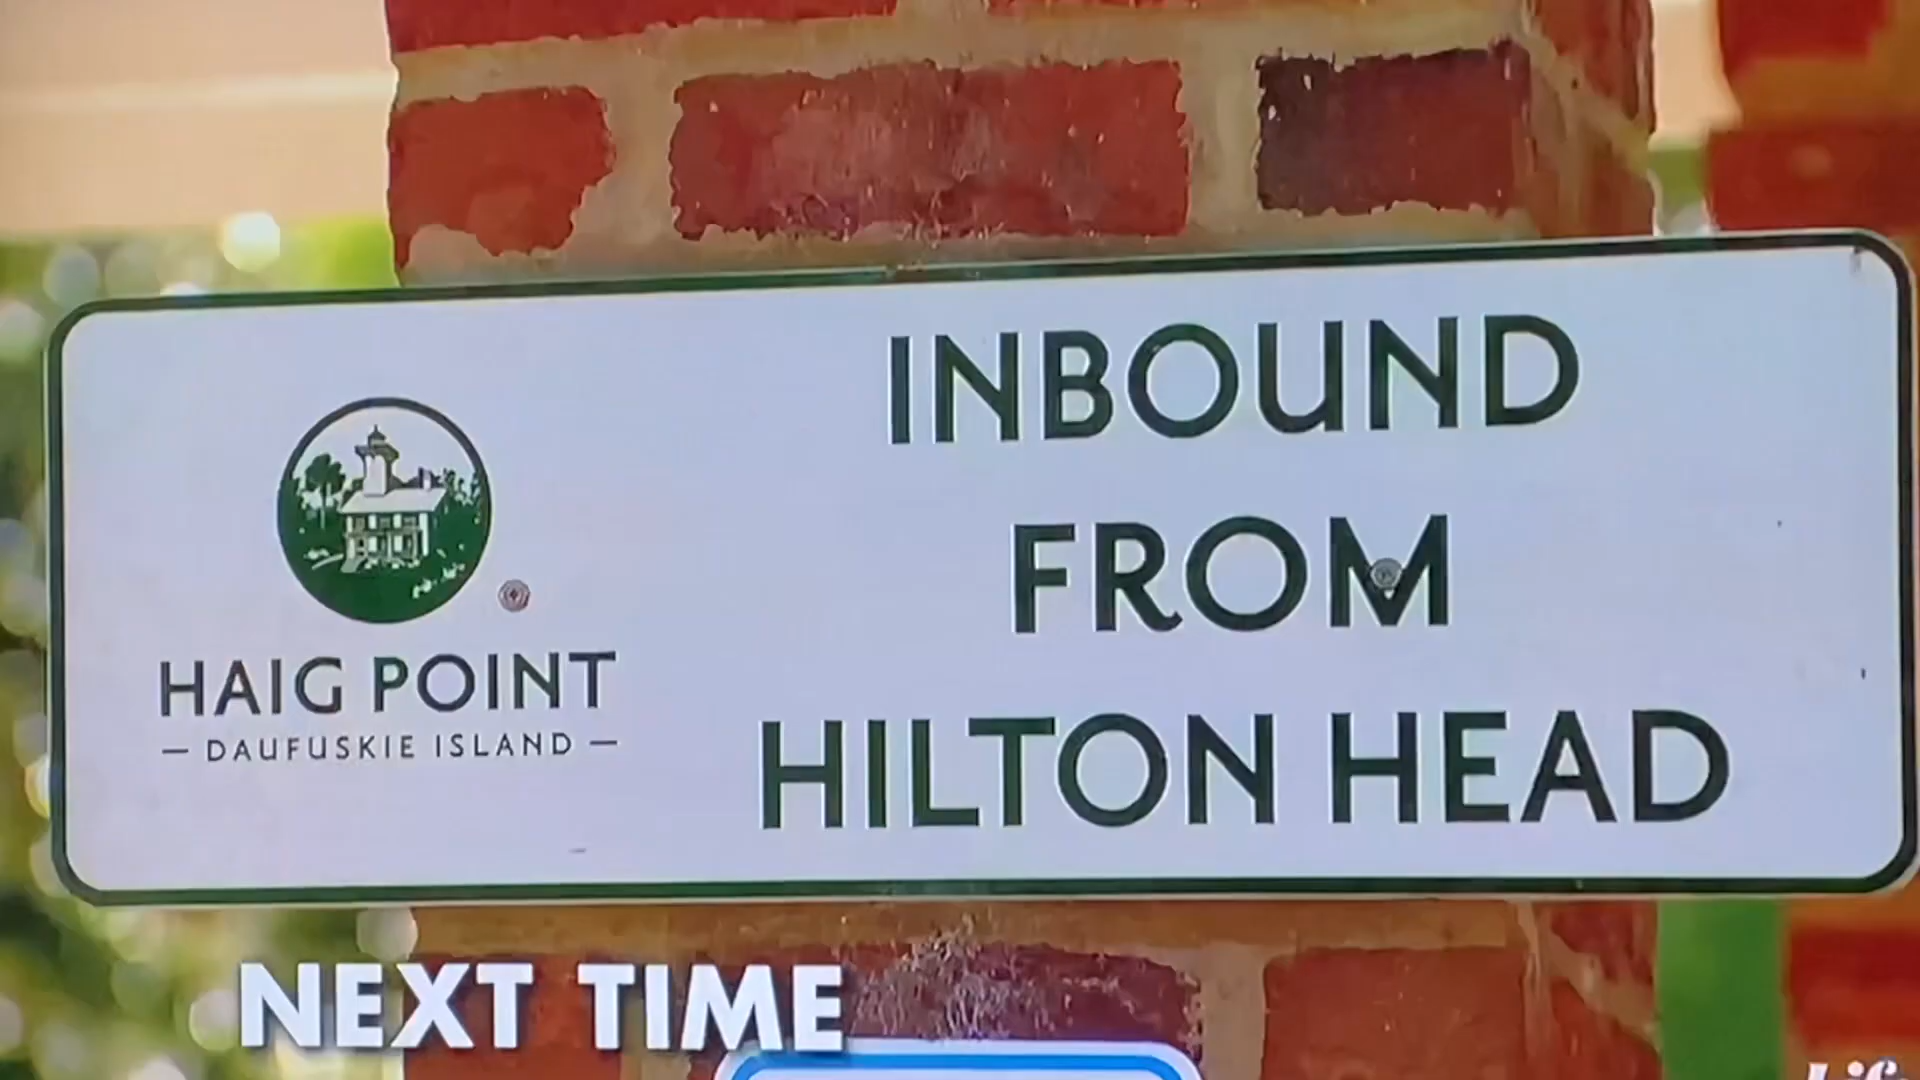 INBOUND
FROM
HILTON HEAD
HAIG POINT
— DAUFUSKIE ISLAND —
NEXT TIME